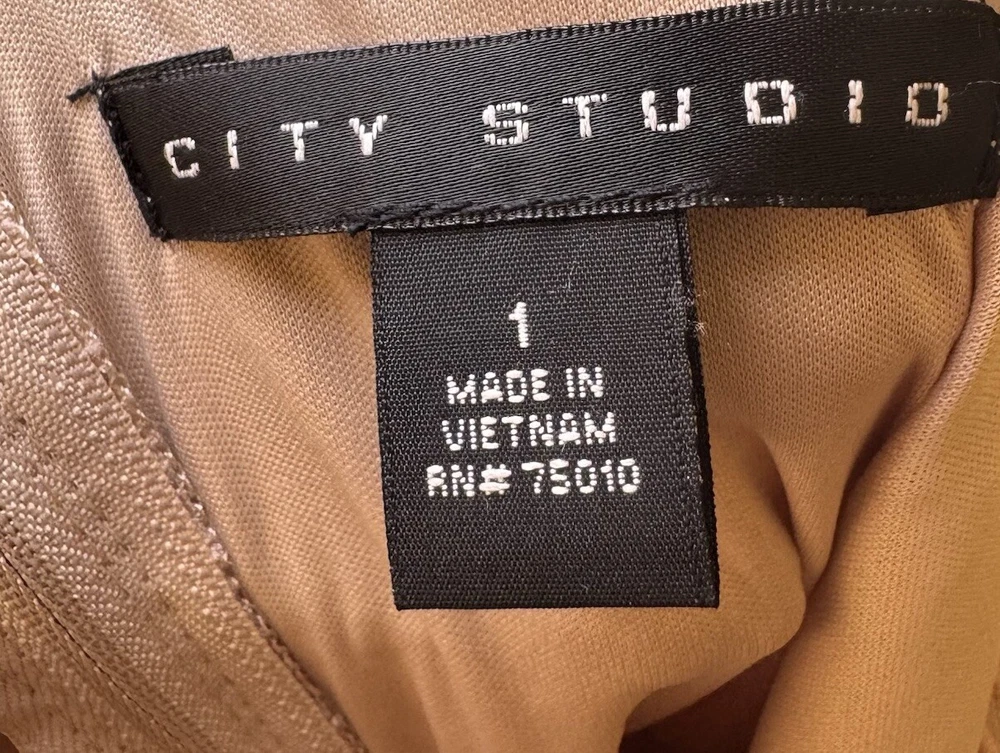 CITY STUDIO
1
MADE IN
VIETNAM
RN# 75010